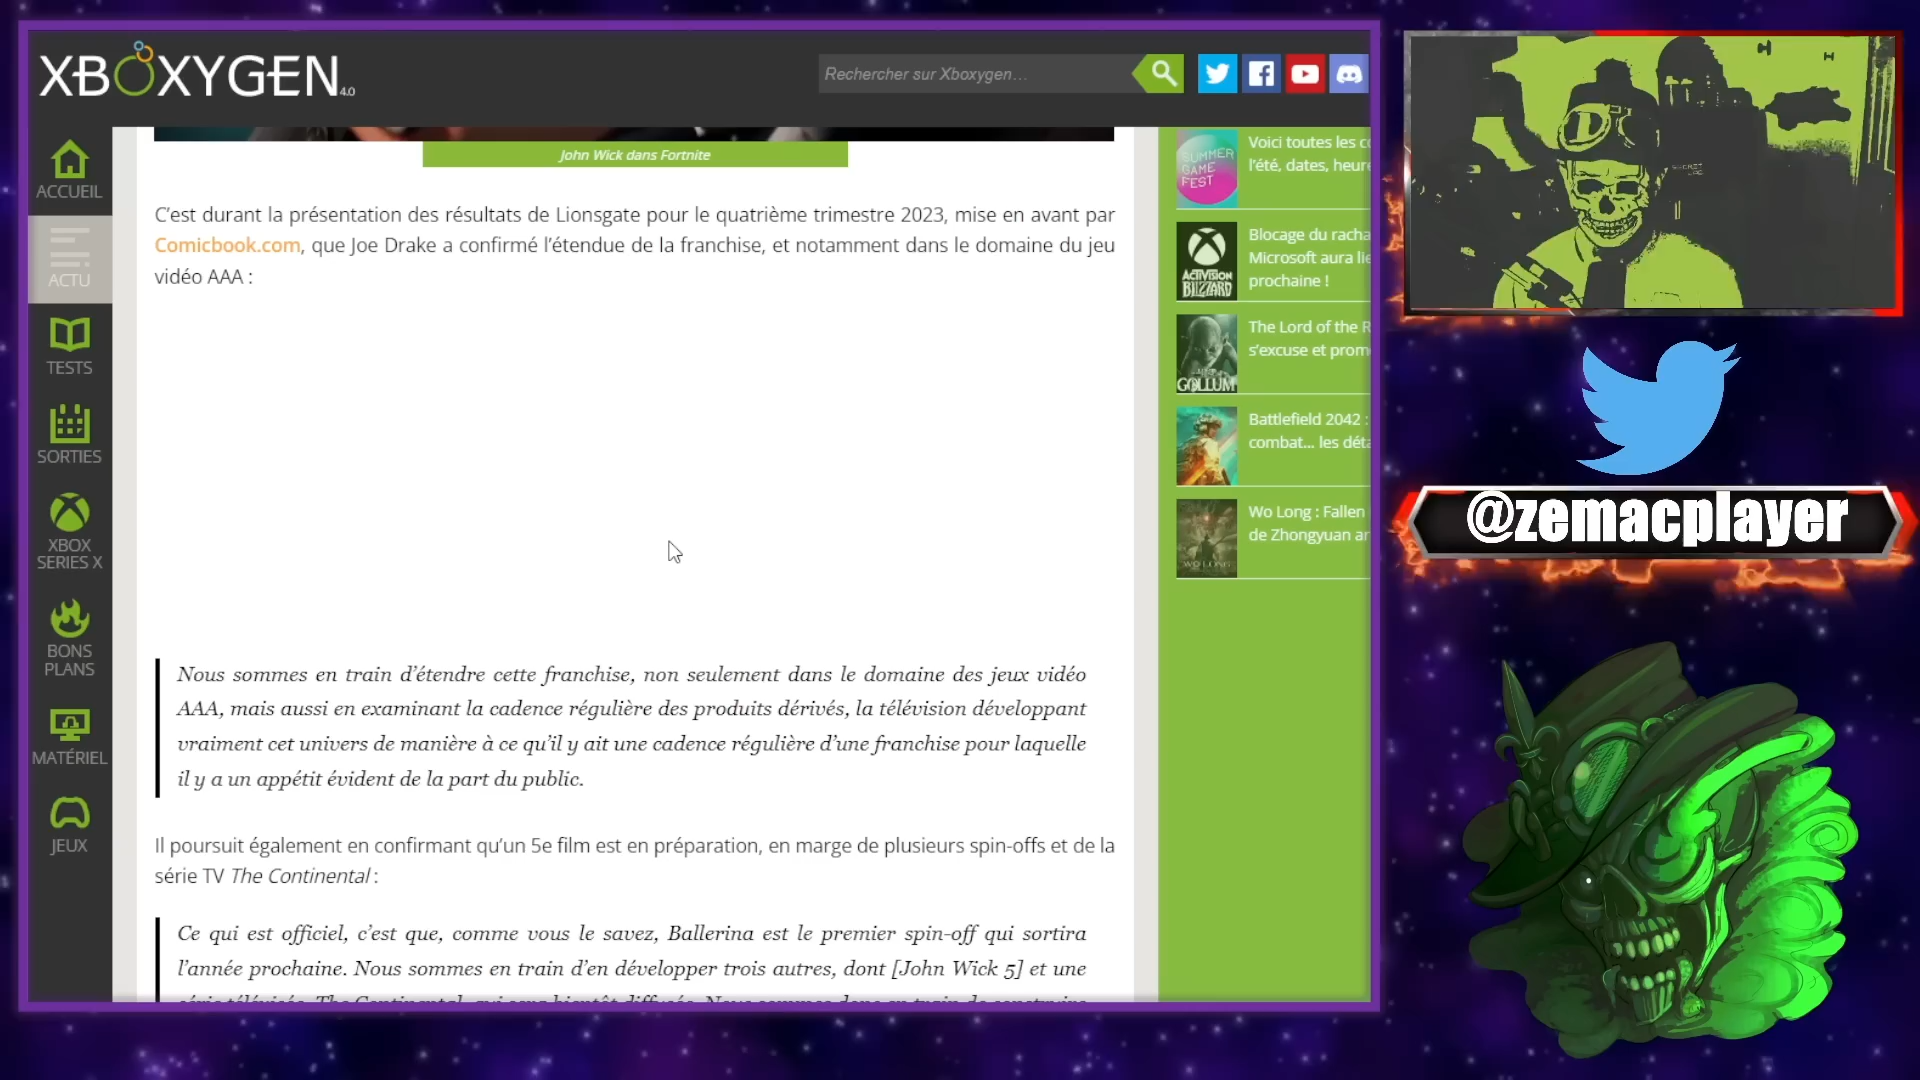 XBOXYGEN 4.0
Rechercher sur Xboxygen...
ACCUEIL
ACTU
TESTS
SORTIES
XBOX
SERIES X
BONS
PLANS
MATÉRIEL
JEUX
John Wick dans Fortnite
C'est durant la présentation des résultats de Lionsgate pour le quatrième trimestre 2023, mise en avant par
Comicbook.com, que Joe Drake a confirmé l'étendue de la franchise, et notamment dans le domaine du jeu
vidéo AAA :
Nous sommes en train d'étendre cette franchise, non seulement dans le domaine des jeux vidéo
AAA, mais aussi en examinant la cadence régulière des produits dérivés, la télévision développant
vraiment cet univers de manière à ce qu'il y ait une cadence régulière d'une franchise pour laquelle
il y a un appétit évident de la part du public.
Il poursuit également en confirmant qu'un 5e film est en préparation, en marge de plusieurs spin-offs et de la
série TV The Continental :
Ce qui est officiel, c'est que, comme vous le savez, Ballerina est le premier spin-off qui sortira
l'année prochaine. Nous sommes en train d'en développer trois autres, dont [John Wick 5] et une
SUMMER
GAME
FEST
Voici toutes les
l'été, dates, heure
ACTIVISION
BLIZZARD
Blocage du racha
Microsoft aura lie
prochaine !
GOLLUM
The Lord of the R
s'excuse et prom
Battlefield 2042 :
combat... les déta
WO LONG
Wo Long : Fallen
de Zhongyuan ar
@zemacplayer